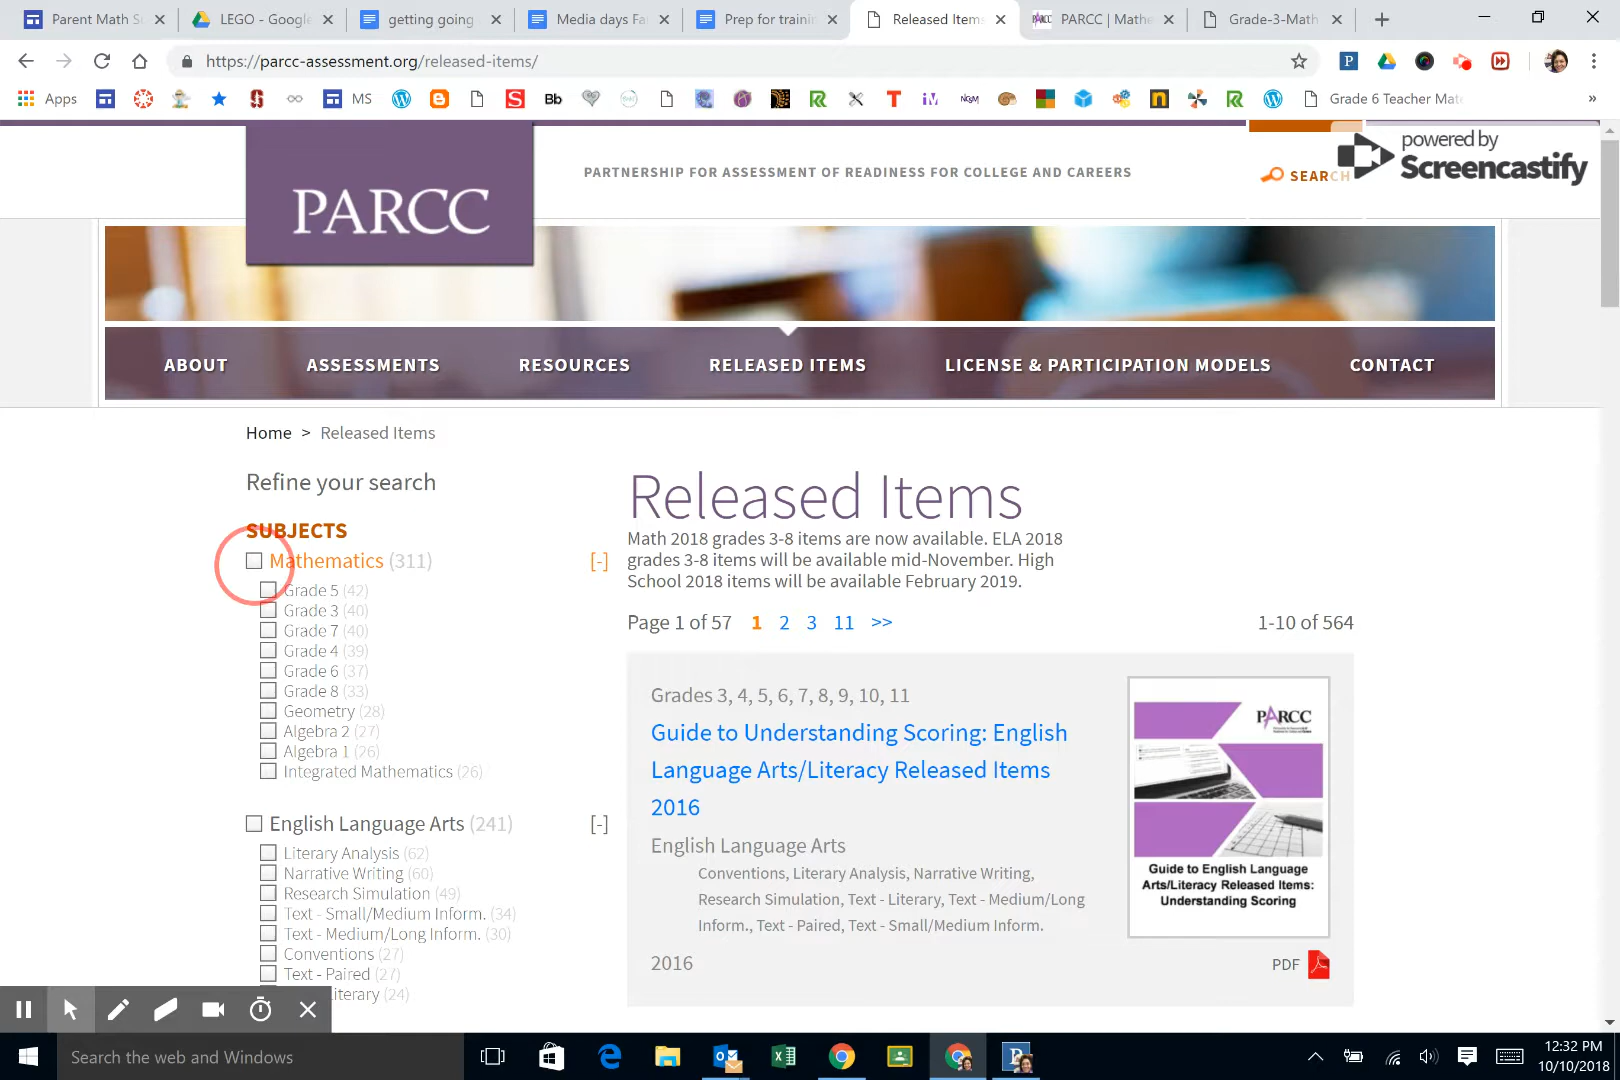 Parent Math S
LEGO - Google
getting going
Media days Fa
Prep for trainin
Released Items
PARCC | Mathe
Grade-3-Math
https://parcc-assessment.org/released-items/
Apps
MS
Bb
NGM
Grade 6 Teacher Mate
PARCC
PARTNERSHIP FOR ASSESSMENT OF READINESS FOR COLLEGE AND CAREERS
SEARCH
powered by
Screencastify
ABOUT
ASSESSMENTS
RESOURCES
RELEASED ITEMS
LICENSE & PARTICIPATION MODELS
CONTACT
Home > Released Items
Refine your search
SUBJECTS
Mathematics (311) [-]
Grade 5 (42)
Grade 3 (40)
Grade 7 (40)
Grade 4 (39)
Grade 6 (37)
Grade 8 (33)
Geometry (28)
Algebra 2 (27)
Algebra 1 (26)
Integrated Mathematics (26)
English Language Arts (241) [-]
Literary Analysis (62)
Narrative Writing (60)
Research Simulation (49)
Text - Small/Medium Inform. (34)
Text - Medium/Long Inform. (30)
Conventions (27)
Text - Paired (27)
iterary (24)
Released Items
Math 2018 grades 3-8 items are now available. ELA 2018
grades 3-8 items will be available mid-November. High
School 2018 items will be available February 2019.
Page 1 of 57 1 2 3 11 >> 1-10 of 564
Grades 3, 4, 5, 6, 7, 8, 9, 10, 11
Guide to Understanding Scoring: English
Language Arts/Literacy Released Items
2016
English Language Arts
Conventions, Literary Analysis, Narrative Writing,
Research Simulation, Text - Literary, Text - Medium/Long
Inform., Text - Paired, Text - Small/Medium Inform.
2016
PARCC
Guide to English Language
Arts/Literacy Released Items:
Understanding Scoring
PDF
Search the web and Windows
12:32 PM
10/10/2018